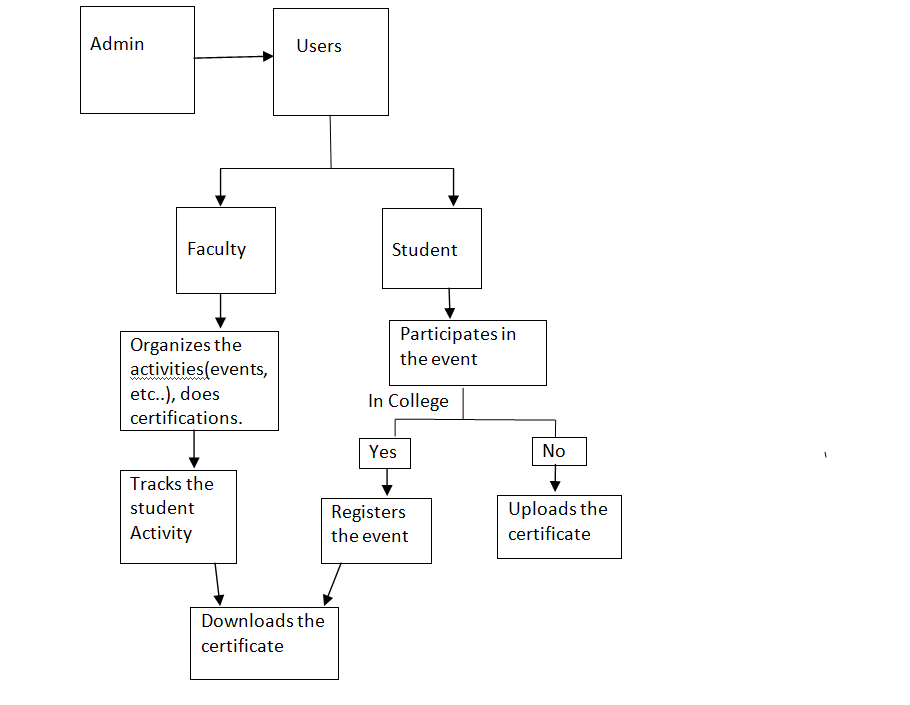 Admin
Users
Faculty
Student
Organizes the
activities(events,
etc..), does
certifications.
Participates in
the event
In College
Yes
No
Tracks the
student
Activity
Registers
the event
Uploads the
certificate
Downloads the
certificate